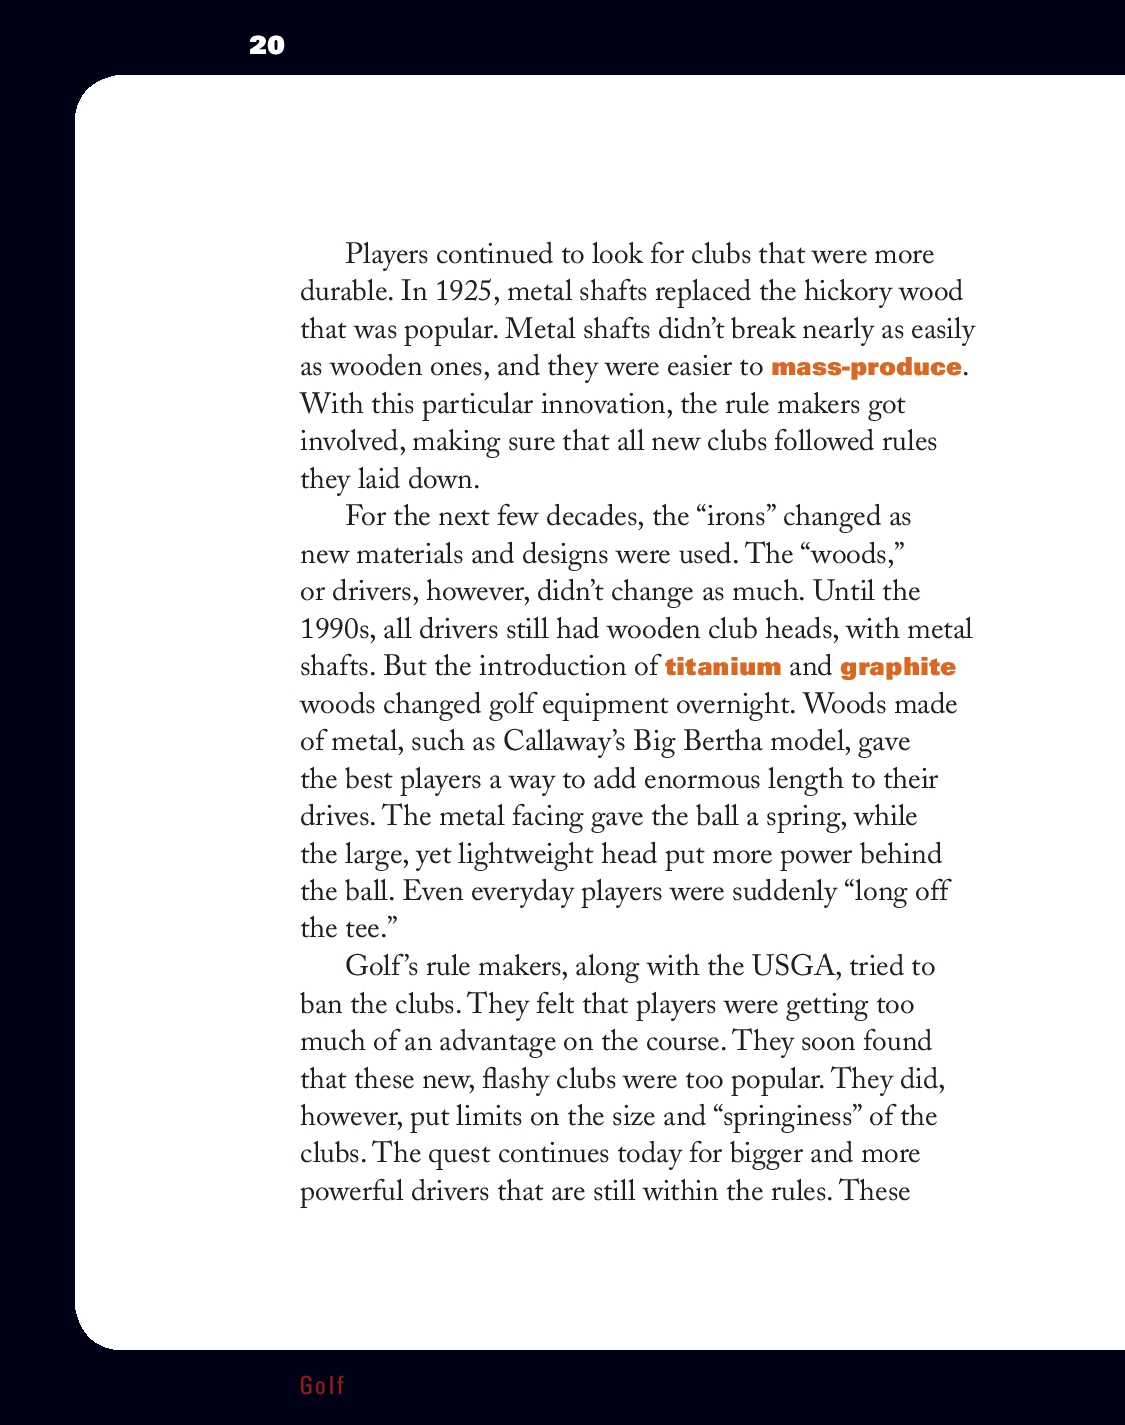 20
Players continued to look for clubs that were more
durable. In 1925, metal shafts replaced the hickory wood
that was popular. Metal shafts didn’t break nearly as easily
as wooden ones, and they were easier to mass-produce.
With this particular innovation, the rule makers got
involved, making sure that all new clubs followed rules
they laid down.
For the next few decades, the “irons” changed as
new materials and designs were used. The “woods,”
or drivers, however, didn’t change as much. Until the
1990s, all drivers still had wooden club heads, with metal
shafts. But the introduction of titanium and graphite
woods changed golf equipment overnight. Woods made
of metal, such as Callaway’s Big Bertha model, gave
the best players a way to add enormous length to their
drives. The metal facing gave the ball a spring, while
the large, yet lightweight head put more power behind
the ball. Even everyday players were suddenly “long off
the tee.”
Golf’s rule makers, along with the USGA, tried to
ban the clubs. They felt that players were getting too
much of an advantage on the course. They soon found
that these new, flashy clubs were too popular. They did,
however, put limits on the size and “springiness” of the
clubs. The quest continues today for bigger and more
powerful drivers that are still within the rules. These
Golf